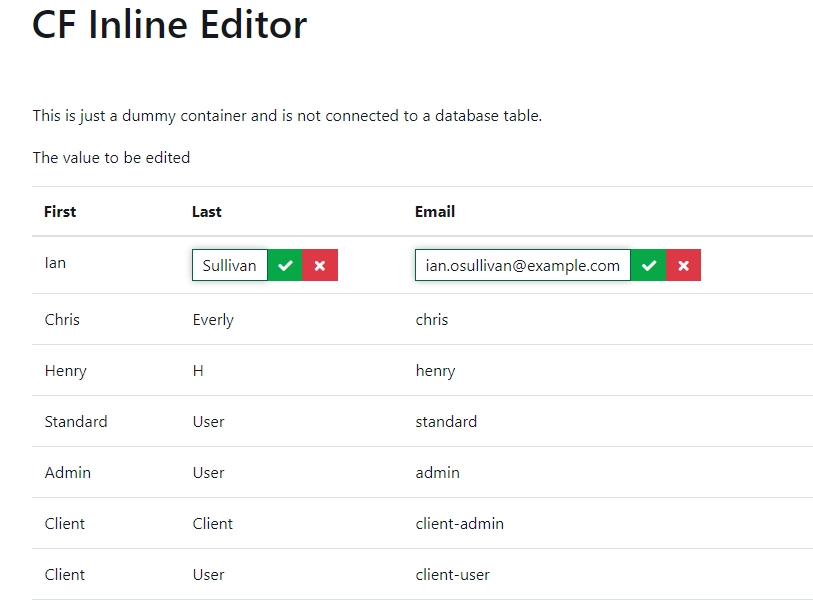 CF Inline Editor
This is just a dummy container and is not connected to a database table.
The value to be edited
First Last Email
Ian Sullivan ian.osullivan@example.com
Chris Everly chris
Henry H henry
Standard User standard
Admin User admin
Client Client client-admin
Client User client-user